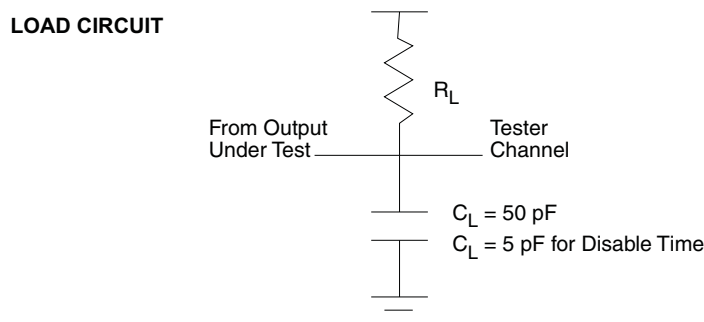 LOAD CIRCUIT
R_L
From Output
Under Test
Tester
Channel
C_L = 50 pF
C_L = 5 pF for Disable Time